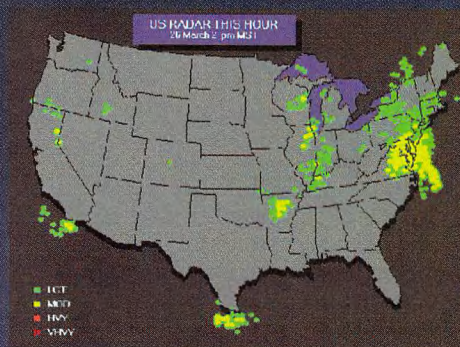 US RADAR THIS HOUR
26 March 2 pm MST
LGT
MOD
HVY
VHVY